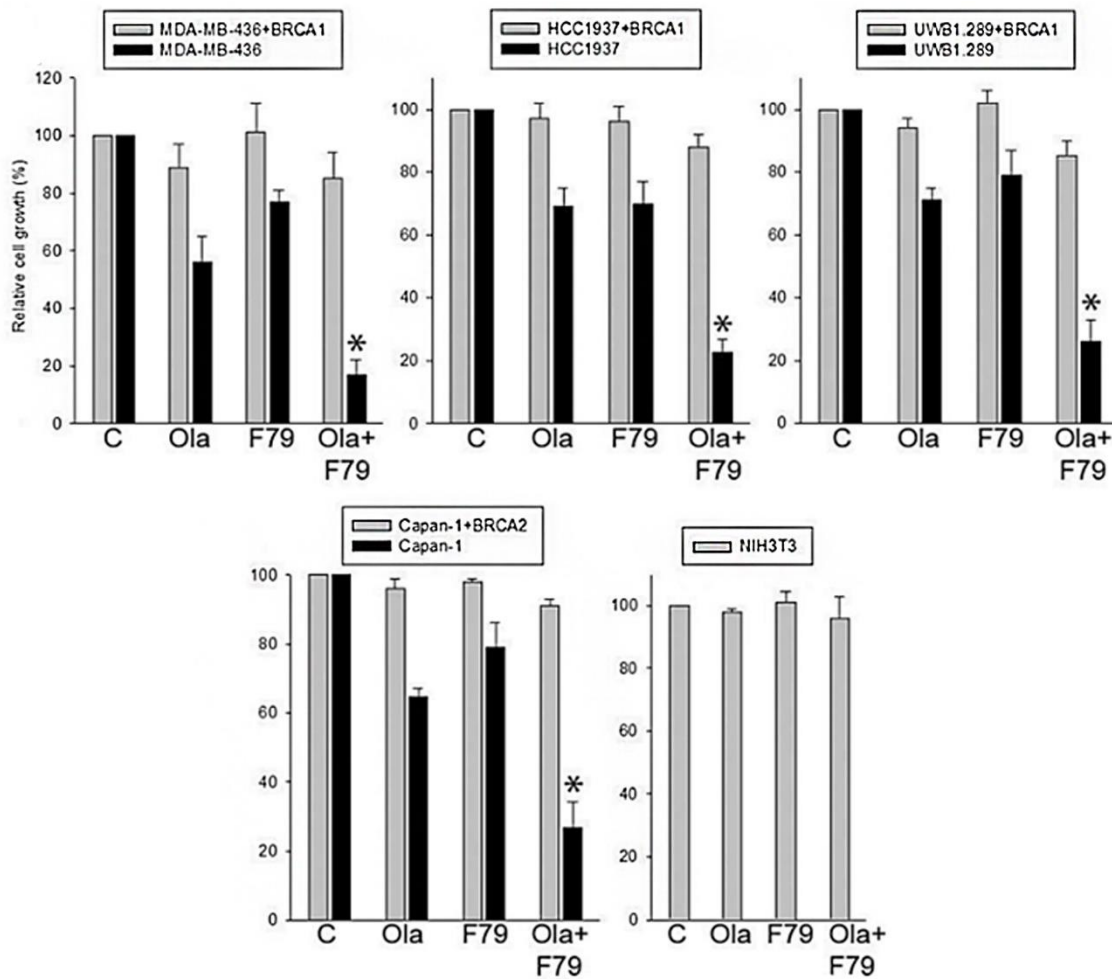 MDA-MB-436+BRCA1
MDA-MB-436
HCC1937+BRCA1
HCC1937
UWB1.289+BRCA1
UWB1.289
Relative cell growth (%)
120
100
80
60
40
20
0
*
C Ola F79 Ola+
F79
100
80
60
40
20
0
*
C Ola F79 Ola+
F79
100
80
60
40
20
0
*
C Ola F79 Ola+
F79
Capan-1+BRCA2
Capan-1
NIH3T3
100
80
60
40
20
0
*
C Ola F79 Ola+
F79
100
80
60
40
20
0
C Ola F79 Ola+
F79